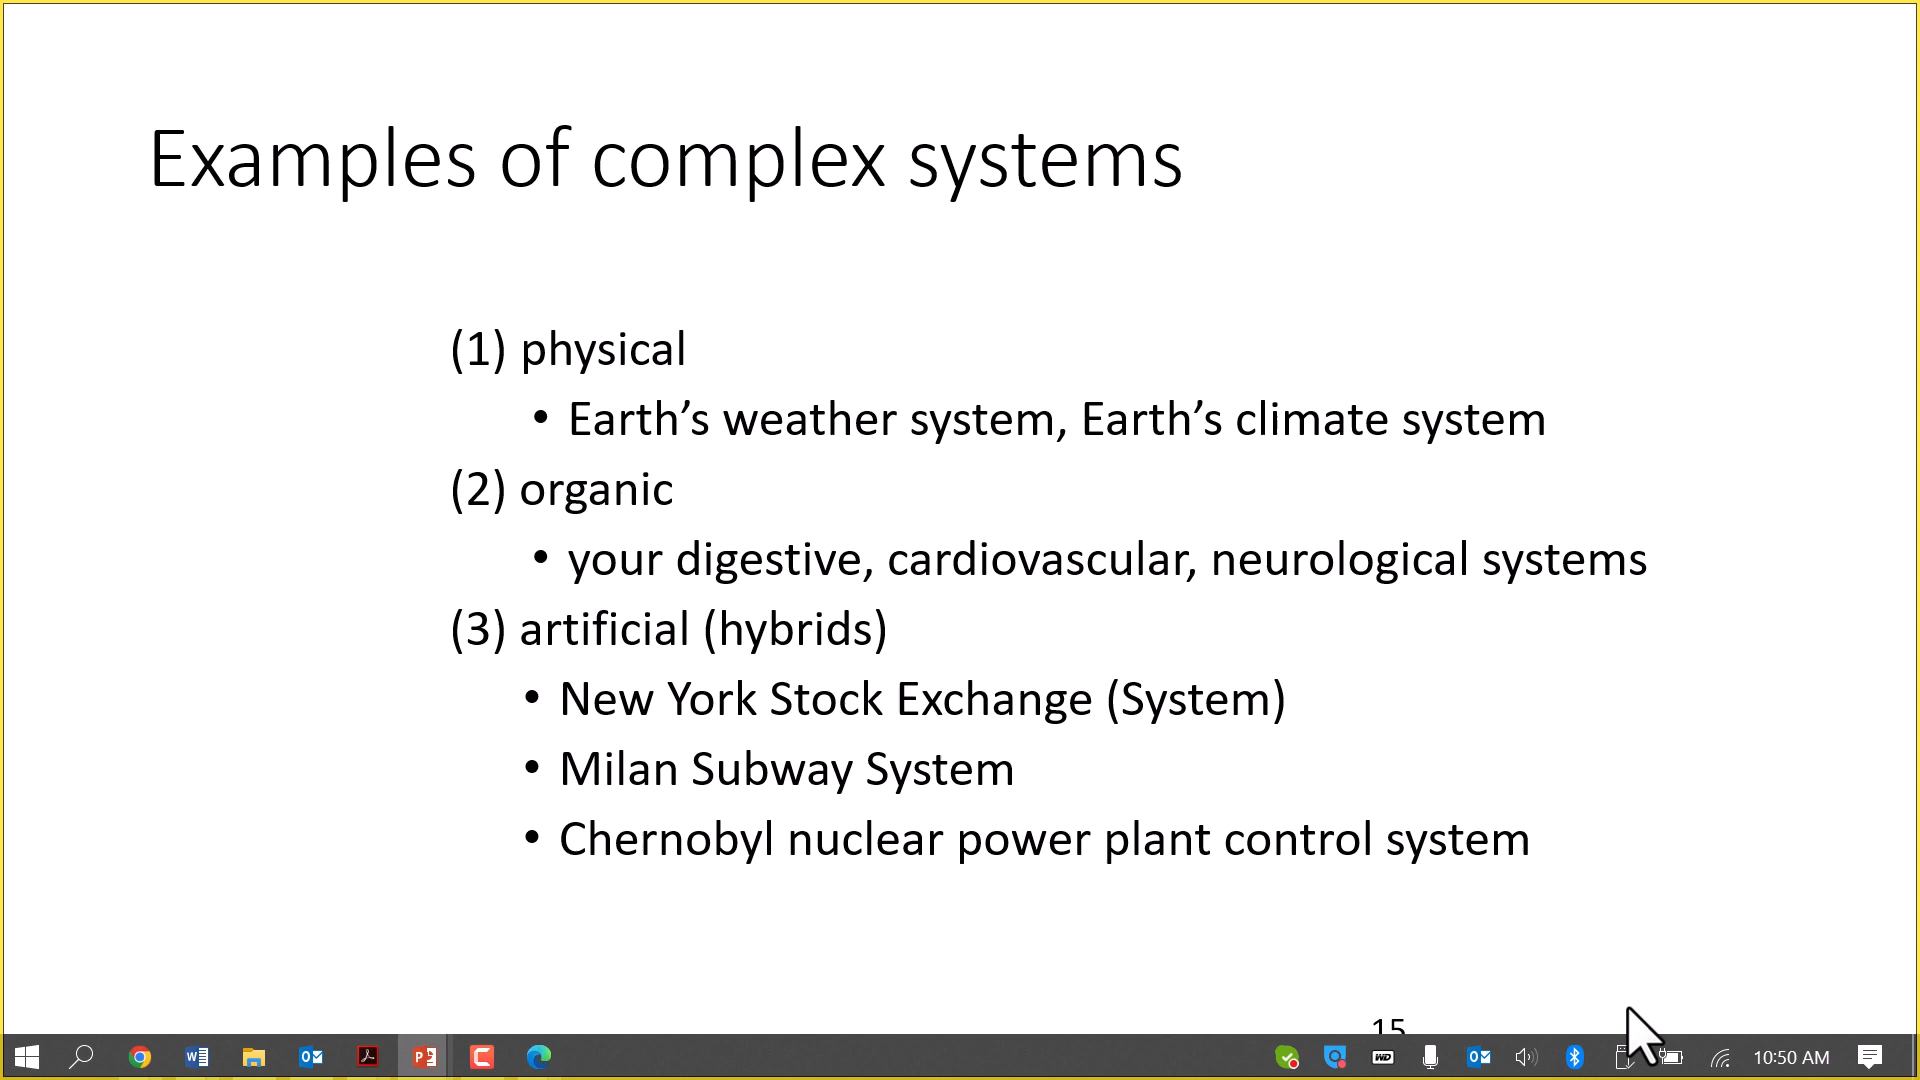 Examples of complex systems
(1) physical
• Earth’s weather system, Earth’s climate system
(2) organic
• your digestive, cardiovascular, neurological systems
(3) artificial (hybrids)
• New York Stock Exchange (System)
• Milan Subway System
• Chernobyl nuclear power plant control system
15
10:50 AM